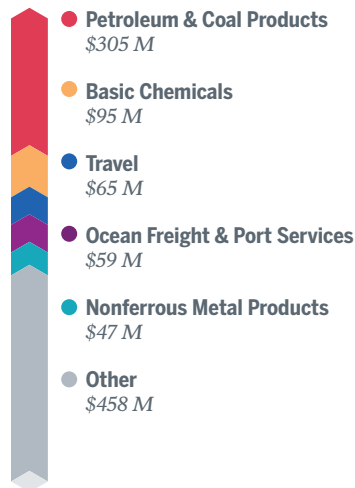 Petroleum & Coal Products
$305 M
Basic Chemicals
$95 M
Travel
$65 M
Ocean Freight & Port Services
$59 M
Nonferrous Metal Products
$47 M
Other
$458 M